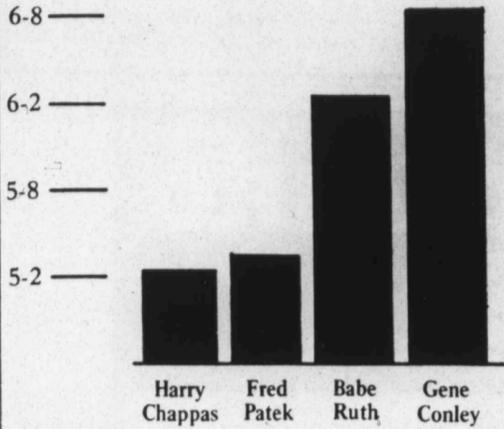 6-8
6-2
5-8
5-2
Harry Chappas
Fred Patek
Babe Ruth
Gene Conley